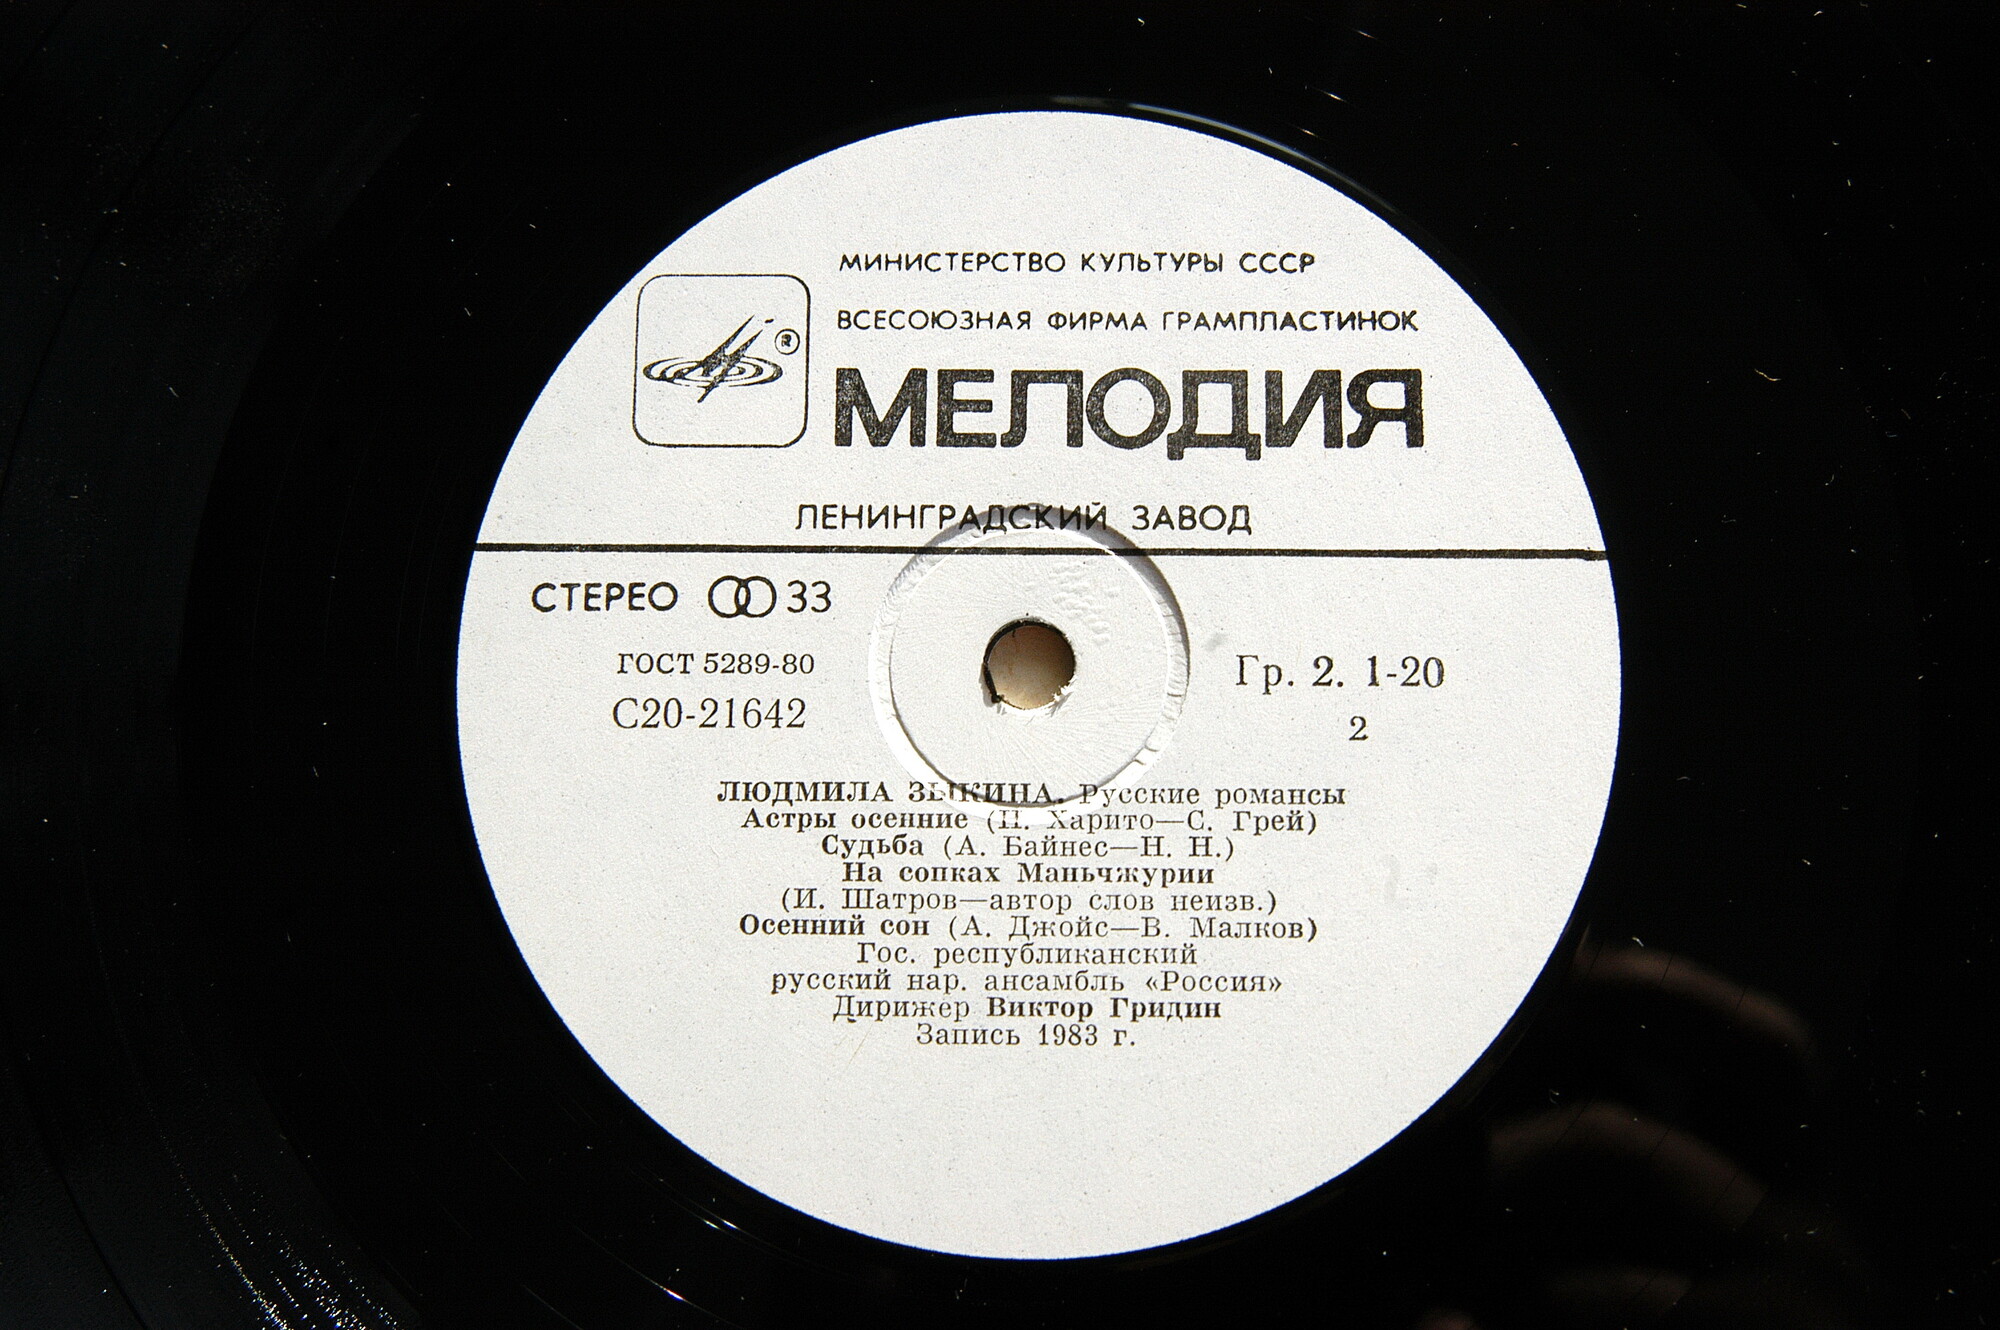 МИНИСТЕРСТВО КУЛЬТУРЫ СССР
ВСЕСОЮЗНАЯ ФИРМА ГРАМПЛАСТИНОК
®
МЕЛОДИЯ
ЛЕНИНГРАДСКИЙ ЗАВОД
СТЕРЕО 33
ГОСТ 5289-80
Гр. 2. 1-20
С20-21642
2
ЛЮДМИЛА ЗЫКИНА. Русские романсы
Астры осенние (Н. Харито—С. Грей)
Судьба (А. Байнес—Н. Н.)
На сопках Маньчжурии
(И. Шатров—автор слов неизв.)
Осенний сон (А. Джойс—В. Малков)
Гос. республиканский
русский нар. ансамбль «Россия»
Дирижер Виктор Гридин
Запись 1983 г.